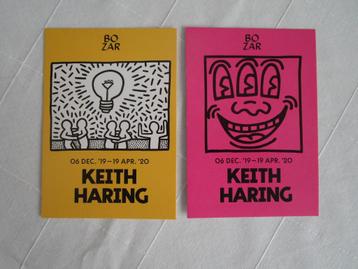 BO
ZAR
06 DEC. '19—19 APR. '20
KEITH
HARING
BO
ZAR
06 DEC. '19—19 APR. '20
KEITH
HARING